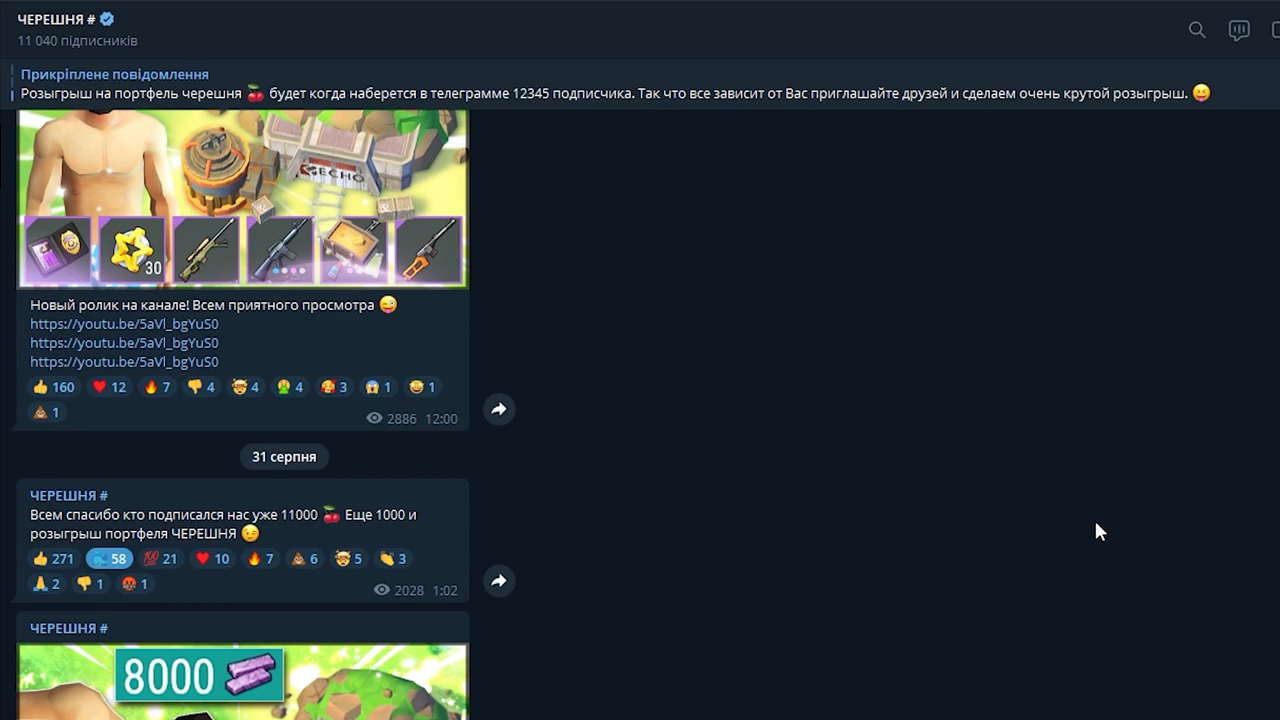 ЧЕРЕШНЯ #
11 040 підписників
Прикріплене повідомлення
Розыгрыш на портфель черешня 🍒 будет когда наберется в телеграмме 12345 подписчика. Так что все зависит от Вас приглашайте друзей и сделаем очень крутой розыгрыш. 😝
ECHO
30
Новый ролик на канале! Всем приятного просмотра 😜
https://youtu.be/5aVl_bgYuS0
https://youtu.be/5aVl_bgYuS0
https://youtu.be/5aVl_bgYuS0
👍 160 ❤️ 12 🔥 7 👎 4 🤯 4 🤮 4 🥰 3 😱 1 🤩 1
💩 1
2886 12:00
31 серпня
ЧЕРЕШНЯ #
Всем спасибо кто подписался нас уже 11000 🍒 Еще 1000 и
розыгрыш портфеля ЧЕРЕШНЯ 😉
👍 271 🐳 58 💯 21 ❤️ 10 🔥 7 💩 6 🤯 5 👏 3
🙏 2 👎 1 🤬 1
2028 1:02
ЧЕРЕШНЯ #
8000